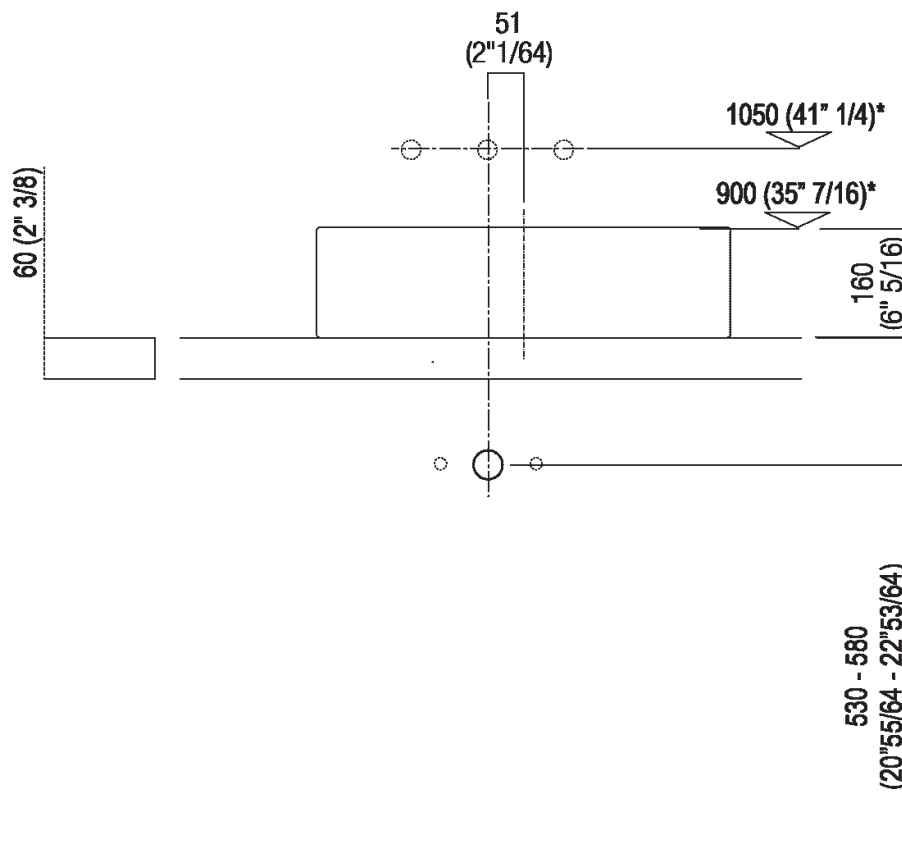 51
(2"1/64)
1050 (41" 1/4)*
60 (2" 3/8)
900 (35" 7/16)*
160
(6" 5/16)
530 - 580
(20"55/64 - 22"53/64)